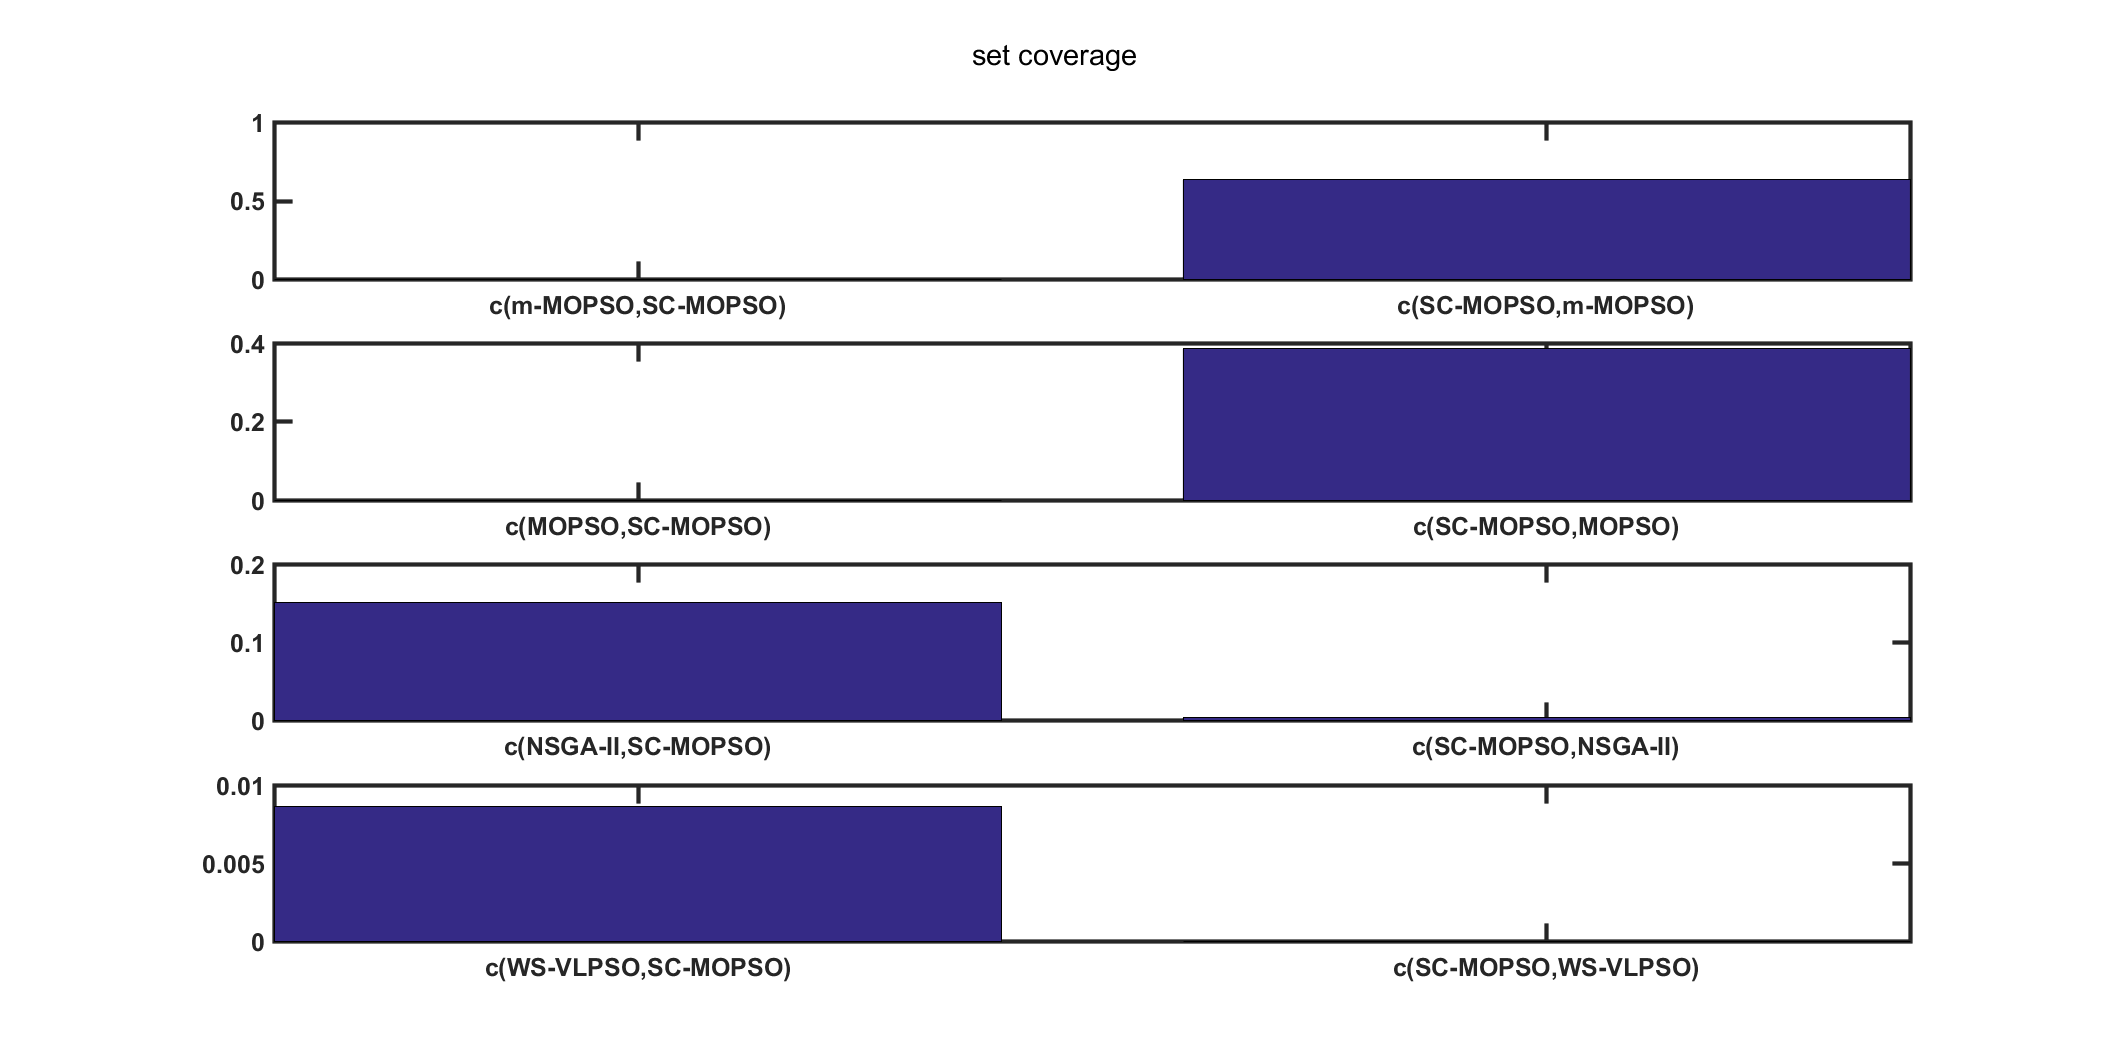 set coverage
1
0.5
0
c(m-MOPSO,SC-MOPSO) c(SC-MOPSO,m-MOPSO)
0.4
0.2
0
c(MOPSO,SC-MOPSO) c(SC-MOPSO,MOPSO)
0.2
0.1
0
c(NSGA-II,SC-MOPSO) c(SC-MOPSO,NSGA-II)
0.01
0.005
0
c(WS-VLPSO,SC-MOPSO) c(SC-MOPSO,WS-VLPSO)